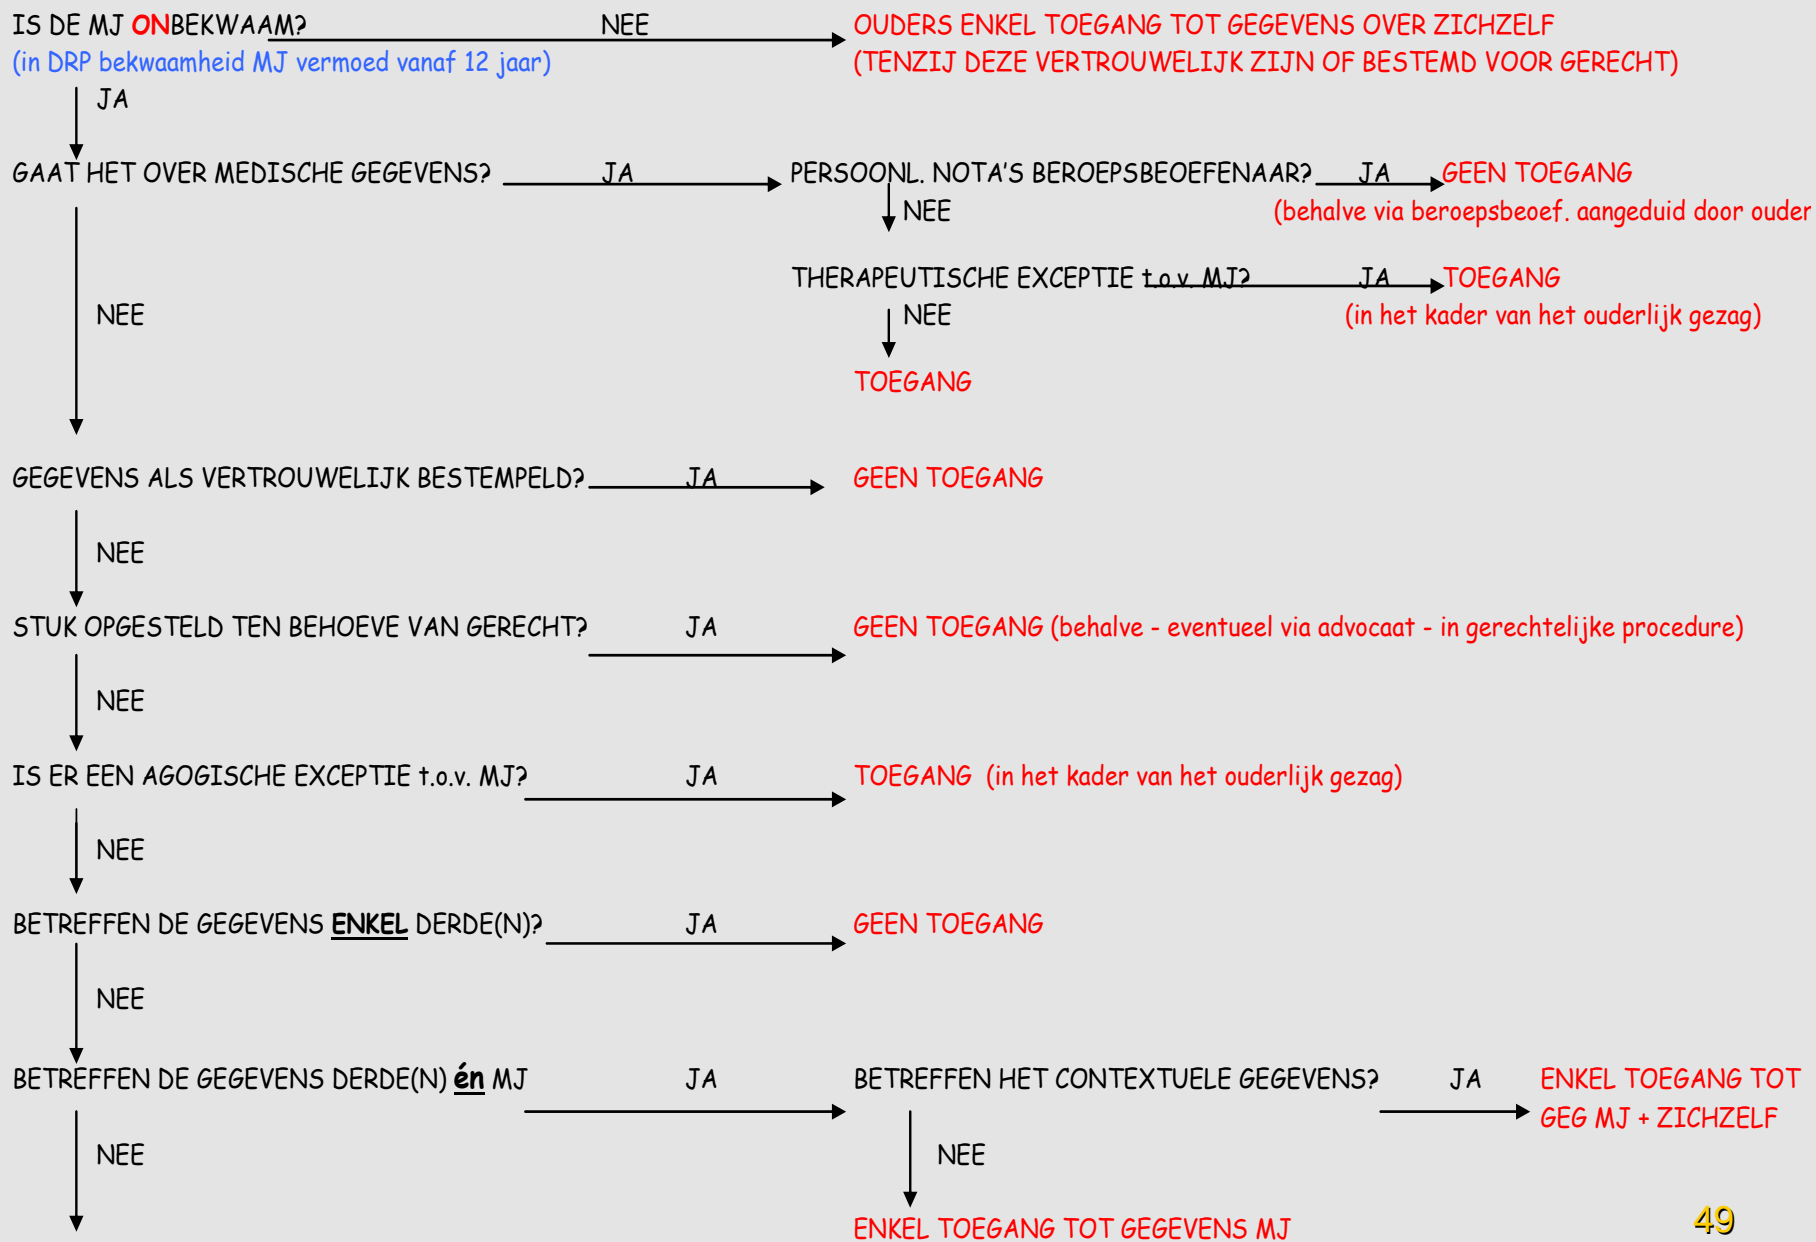 IS DE MJ ONBEKWAAM? NEE OUDERS ENKEL TOEGANG TOT GEGEVENS OVER ZICHZELF
(in DRP bekwaamheid MJ vermoed vanaf 12 jaar) (TENZIJ DEZE VERTROUWELIJK ZIJN OF BESTEMD VOOR GERECHT)
JA
GAAT HET OVER MEDISCHE GEGEVENS? JA PERSOONL. NOTA'S BEROEPSBEOEFENAAR? JA GEEN TOEGANG
NEE (behalve via beroepsbeoef. aangeduid door ouder
THERAPEUTISCHE EXCEPTIE t.o.v. MJ? JA TOEGANG
NEE NEE (in het kader van het ouderlijk gezag)
TOEGANG
GEGEVENS ALS VERTROUWELIJK BESTEMPELD? JA GEEN TOEGANG
NEE
STUK OPGESTELD TEN BEHOEVE VAN GERECHT? JA GEEN TOEGANG (behalve - eventueel via advocaat - in gerechtelijke procedure)
NEE
IS ER EEN AGOGISCHE EXCEPTIE t.o.v. MJ? JA TOEGANG (in het kader van het ouderlijk gezag)
NEE
BETREFFEN DE GEGEVENS ENKEL DERDE(N)? JA GEEN TOEGANG
NEE
BETREFFEN DE GEGEVENS DERDE(N) én MJ JA BETREFFEN HET CONTEXTUELE GEGEVENS? JA ENKEL TOEGANG TOT
GEG MJ + ZICHZELF
NEE NEE
ENKEL TOEGANG TOT GEGEVENS MJ
49